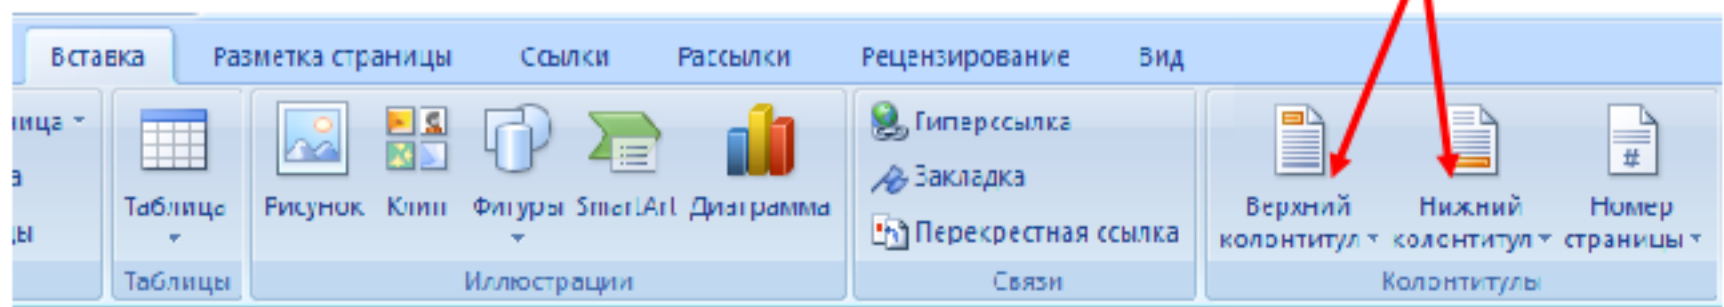 Вставка Разметка страницы Ссылки Рассылки Рецензирование Вид
Таблица
Рисунок Клип Фигуры SmartArt Диаграмма
Гиперссылка
Закладка
Перекрестная ссылка
Верхний колонтитул
Нижний колонтитул
Номер страницы
#
Таблицы Иллюстрации Связи Колонтитулы